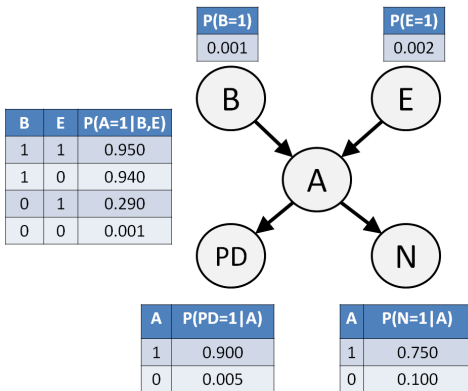 P(B=1) P(E=1)
0.001 0.002
B E
B E P(A=1|B,E)
1 1 0.950
1 0 0.940
0 1 0.290
0 0 0.001
A
PD N
A P(PD=1|A)
1 0.900
0 0.005
A P(N=1|A)
1 0.750
0 0.100